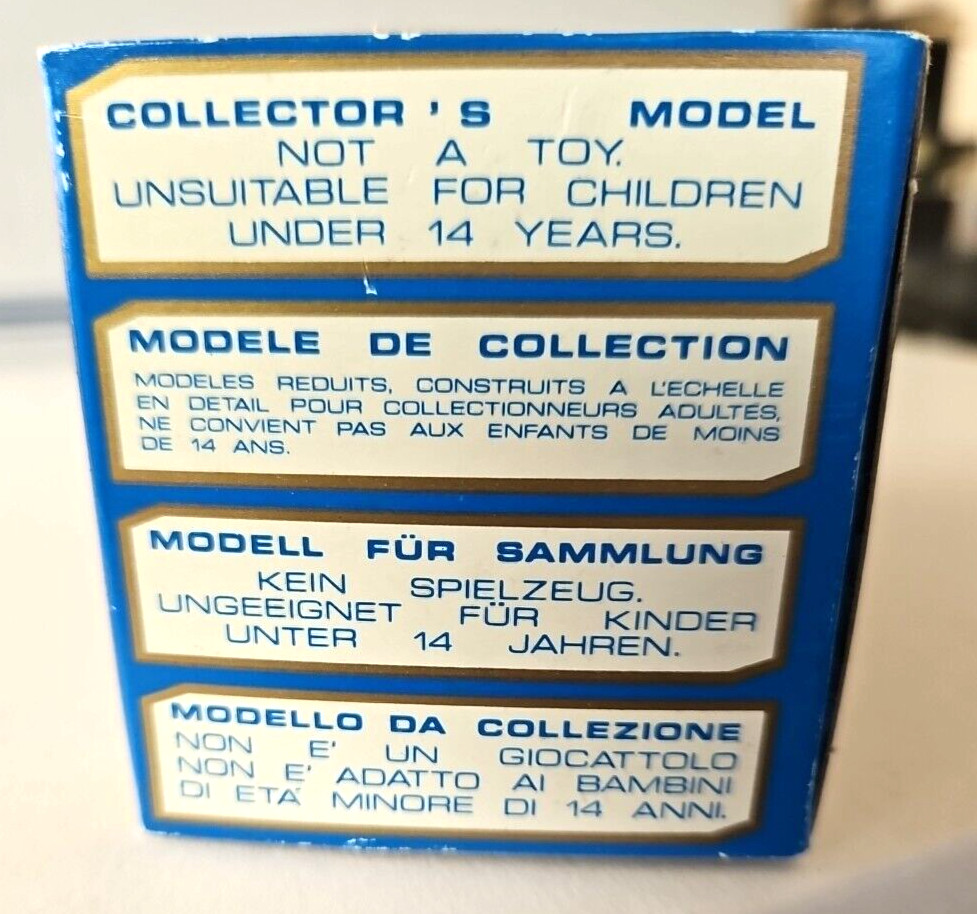 COLLECTOR'S MODEL
NOT A TOY.
UNSUITABLE FOR CHILDREN
UNDER 14 YEARS.
MODELE DE COLLECTION
MODELES REDUITS, CONSTRUITS A L'ECHELLE
EN DETAIL POUR COLLECTIONNEURS ADULTES,
NE CONVIENT PAS AUX ENFANTS DE MOINS
DE 14 ANS.
MODELL FÜR SAMMLUNG
KEIN SPIELZEUG.
UNGEEIGNET FÜR KINDER
UNTER 14 JAHREN.
MODELLO DA COLLEZIONE
NON E' UN GIOCATTOLO
NON E' ADATTO AI BAMBINI
DI ETA' MINORE DI 14 ANNI.